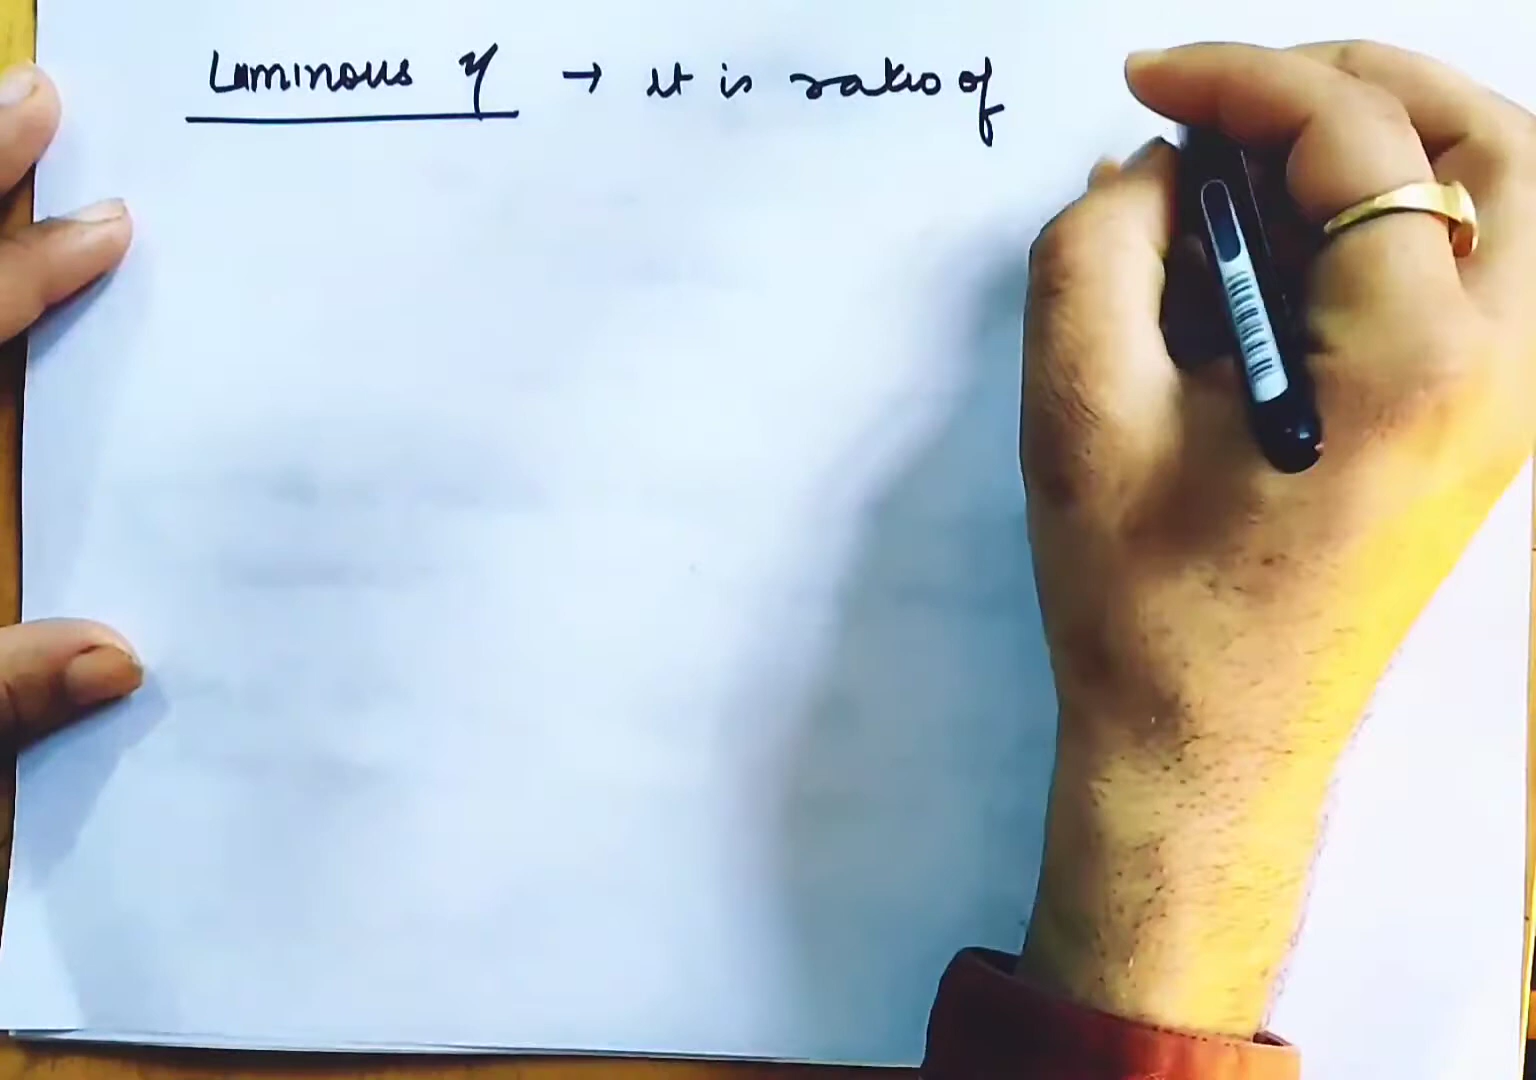 Luminous η → it is ratio of